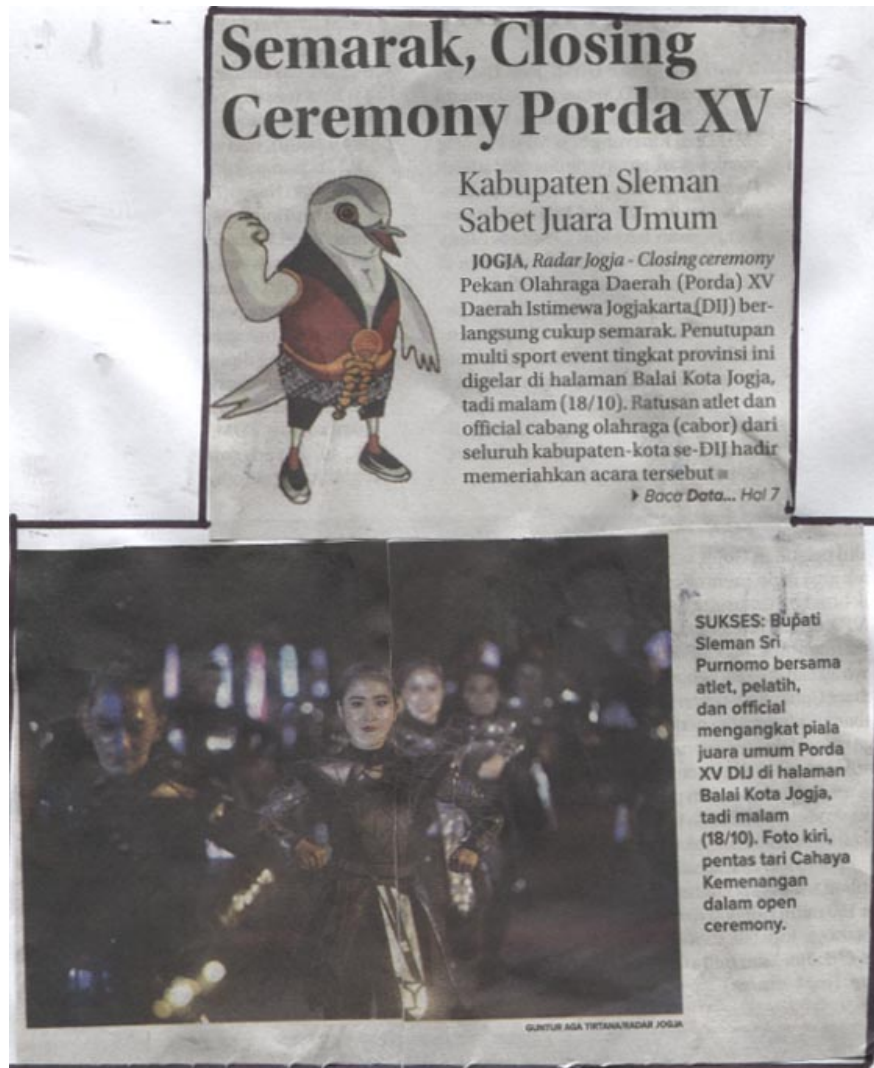 Semarak, Closing
Ceremony Porda XV
Kabupaten Sleman
Sabet Juara Umum
JOGJA, Radar Jogja - Closing ceremony
Pekan Olahraga Daerah (Porda) XV
Daerah Istimewa Jogjakarta (DIJ) ber-
langsung cukup semarak. Penutupan
multi sport event tingkat provinsi ini
digelar di halaman Balai Kota Jogja,
tadi malam (18/10). Ratusan atlet dan
official cabang olahraga (cabor) dari
seluruh kabupaten-kota se-DIJ hadir
memeriahkan acara tersebut
Baca Data... Hal 7
SUKSES: Bupati
Sleman Sri
Purnomo bersama
atlet, pelatih,
dan official
mengangkat piala
juara umum Porda
XV DIJ di halaman
Balai Kota Jogja,
tadi malam
(18/10). Foto kiri,
pentas tari Cahaya
Kemenangan
dalam open
ceremony.
GUNTUR AGA TIRTANA/RADAR JOGJA